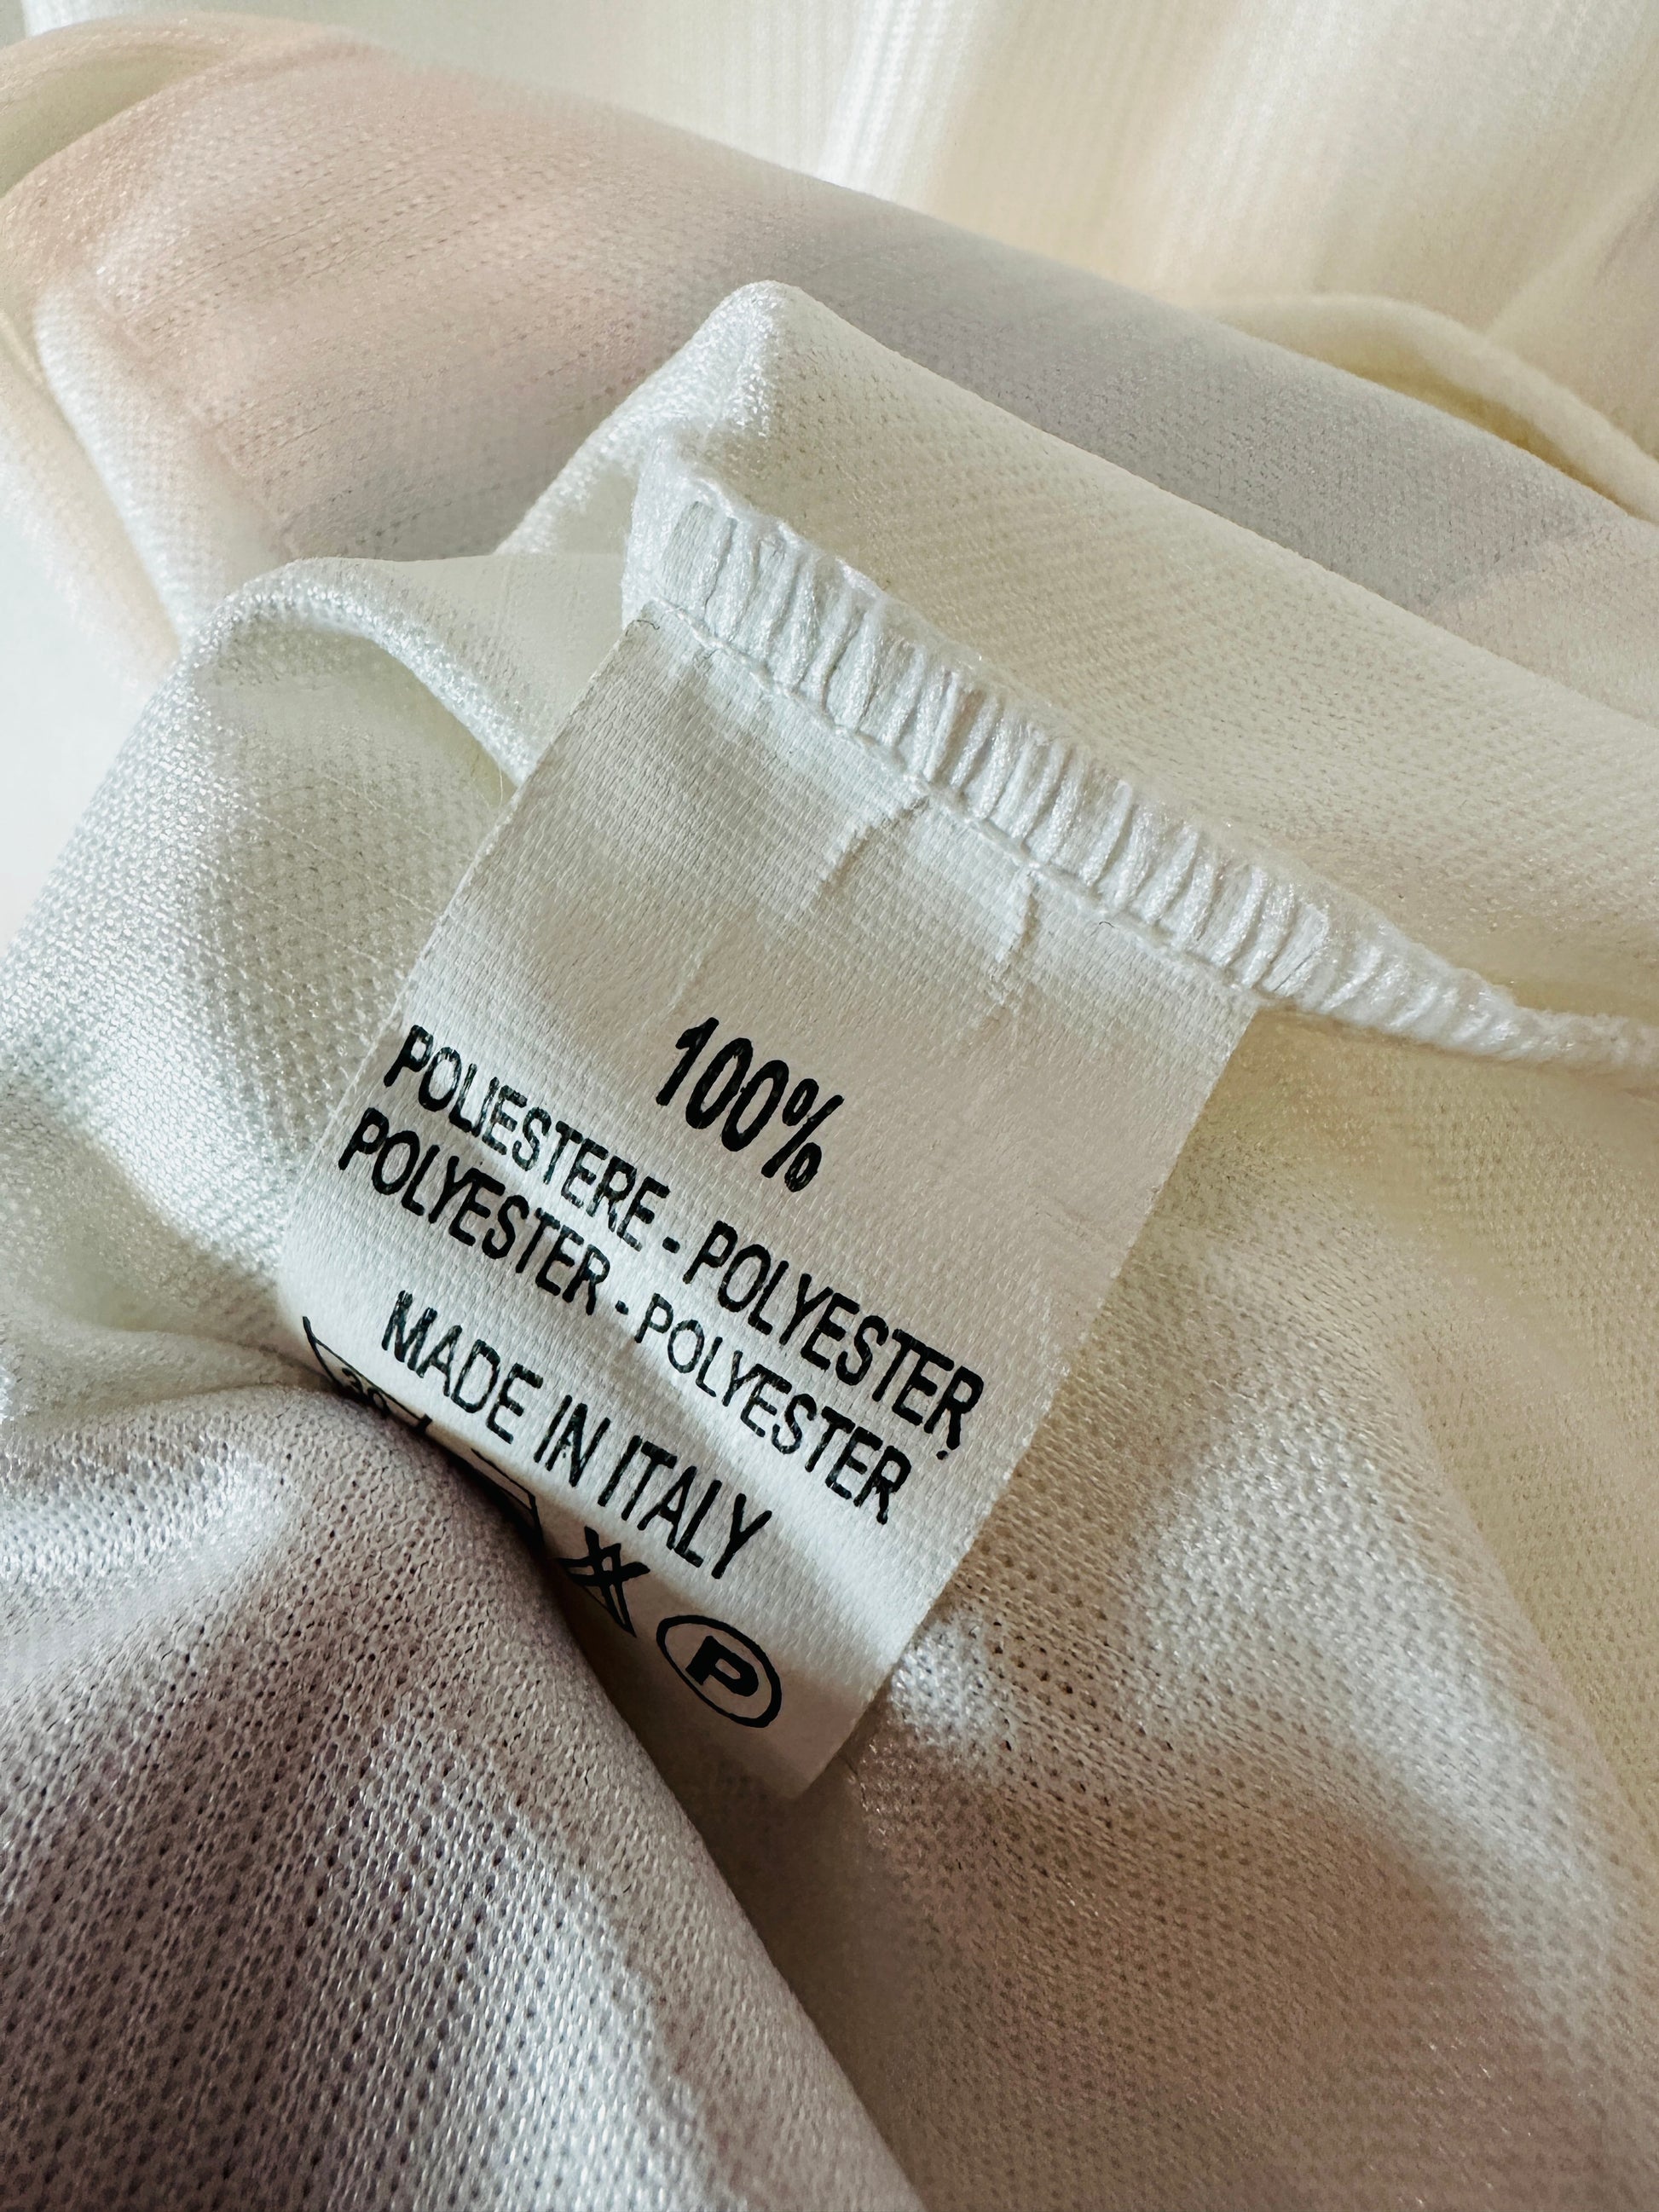 100%
POLIESTERE - POLYESTER
POLYESTER - POLYESTER
MADE IN ITALY
P